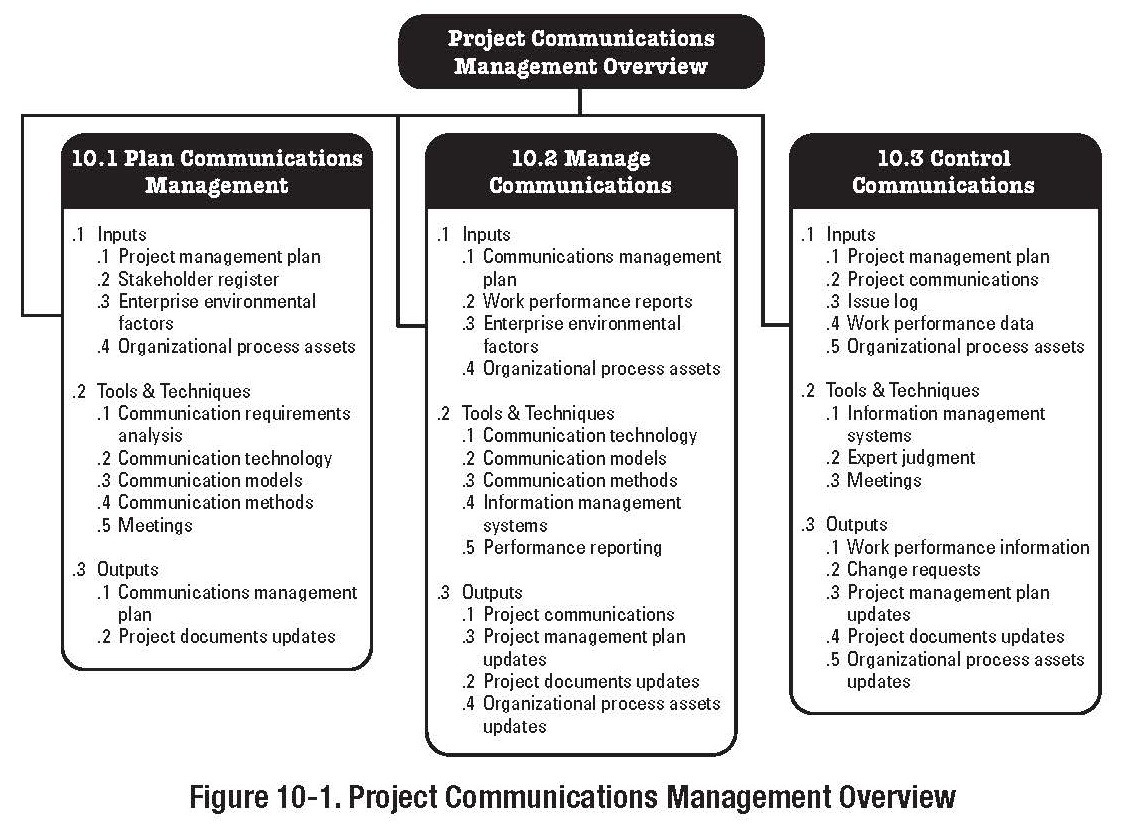 Project Communications
Management Overview
10.1 Plan Communications
Management
.1 Inputs
.1 Project management plan
.2 Stakeholder register
.3 Enterprise environmental
factors
.4 Organizational process assets
.2 Tools & Techniques
.1 Communication requirements
analysis
.2 Communication technology
.3 Communication models
.4 Communication methods
.5 Meetings
.3 Outputs
.1 Communications management
plan
.2 Project documents updates
10.2 Manage
Communications
.1 Inputs
.1 Communications management
plan
.2 Work performance reports
.3 Enterprise environmental
factors
.4 Organizational process assets
.2 Tools & Techniques
.1 Communication technology
.2 Communication models
.3 Communication methods
.4 Information management
systems
.5 Performance reporting
.3 Outputs
.1 Project communications
.3 Project management plan
updates
.2 Project documents updates
.4 Organizational process assets
updates
10.3 Control
Communications
.1 Inputs
.1 Project management plan
.2 Project communications
.3 Issue log
.4 Work performance data
.5 Organizational process assets
.2 Tools & Techniques
.1 Information management
systems
.2 Expert judgment
.3 Meetings
.3 Outputs
.1 Work performance information
.2 Change requests
.3 Project management plan
updates
.4 Project documents updates
.5 Organizational process assets
updates
Figure 10-1. Project Communications Management Overview